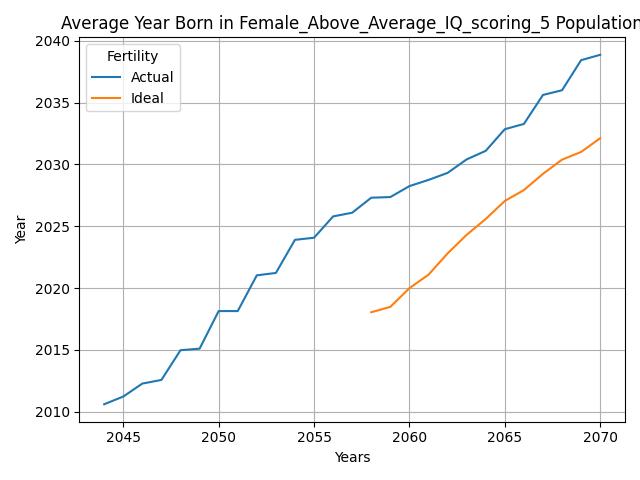 Average Year Born in Female_Above_Average_IQ_scoring_5 Population
Fertility
Actual
Ideal
2040
2035
2030
2025
2020
2015
2010
Year
2045 2050 2055 2060 2065 2070
Years